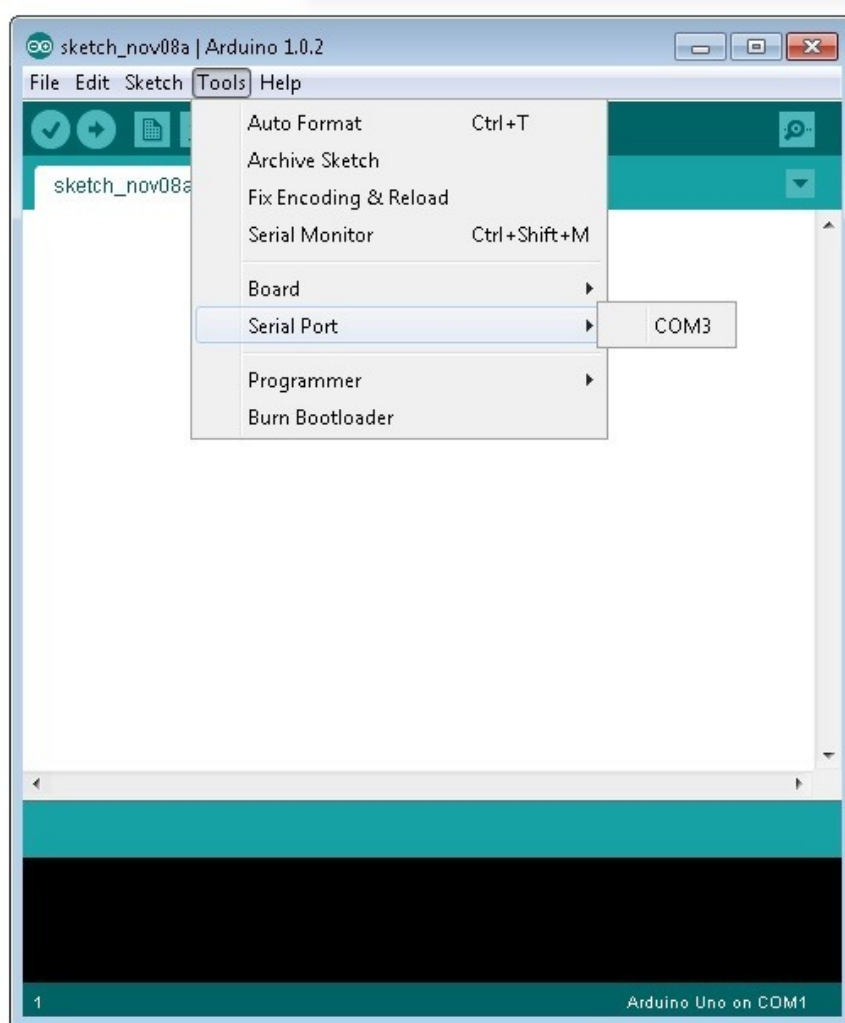 sketch_nov08a | Arduino 1.0.2
File Edit Sketch Tools Help
Auto Format Ctrl+T
Archive Sketch
sketch_nov08a
Fix Encoding & Reload
Serial Monitor Ctrl+Shift+M
Board
Serial Port COM3
Programmer
Burn Bootloader
1 Arduino Uno on COM1